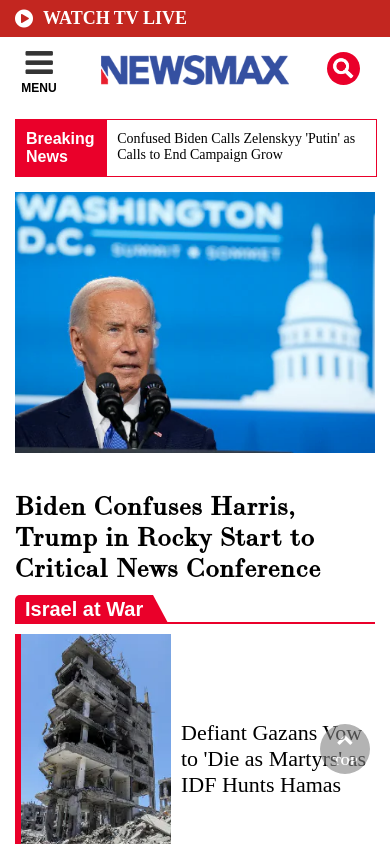 WATCH TV LIVE
MENU
NEWSMAX
Breaking
News
Confused Biden Calls Zelenskyy 'Putin' as
Calls to End Campaign Grow
WASHINGTON
D.C. SUMMIT ★ SOMMET
Biden Confuses Harris,
Trump in Rocky Start to
Critical News Conference
Israel at War
Defiant Gazans Vow
to 'Die as Martyrs' as
IDF Hunts Hamas